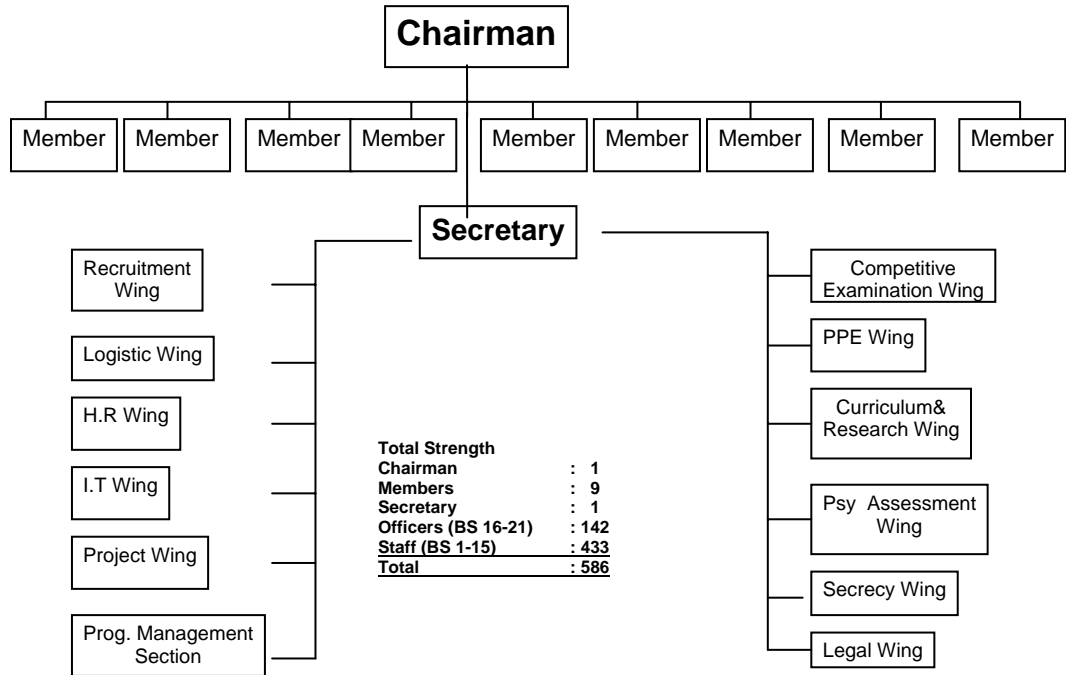 Chairman
Member Member Member Member Member Member Member Member Member
Secretary
Recruitment
Wing
Logistic Wing
H.R Wing
I.T Wing
Project Wing
Prog. Management
Section
Total Strength
Chairman : 1
Members : 9
Secretary : 1
Officers (BS 16-21) : 142
Staff (BS 1-15) : 433
Total : 586
Competitive
Examination Wing
PPE Wing
Curriculum&
Research Wing
Psy Assessment
Wing
Secrecy Wing
Legal Wing